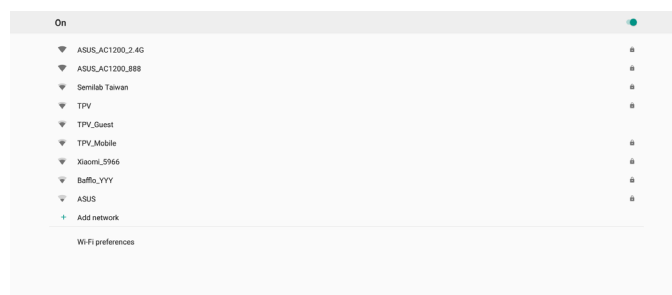 On
ASUS_AC1200_2.4G
ASUS_AC1200_888
Semilab Taiwan
TPV
TPV_Guest
TPV_Mobile
Xiaomi_5966
Bafflo_YYY
ASUS
+ Add network
Wi-Fi preferences